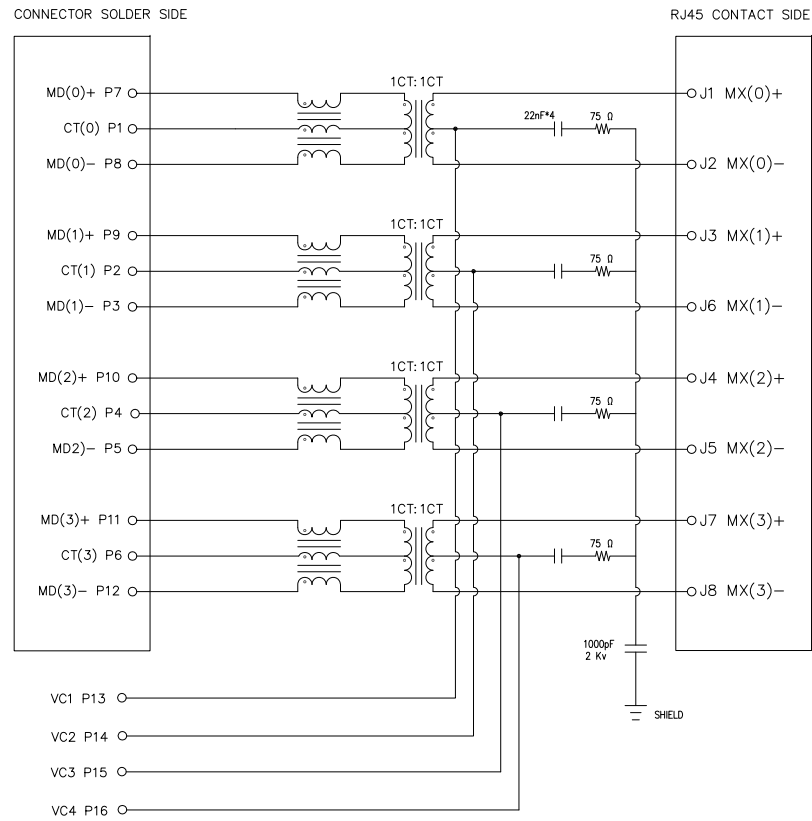 CONNECTOR SOLDER SIDE
RJ45 CONTACT SIDE
1CT:1CT
MD(0)+ P7
J1 MX(0)+
22nF*4
75 Ω
CT(0) P1
MD(0)- P8
J2 MX(0)-
1CT:1CT
MD(1)+ P9
J3 MX(1)+
75 Ω
CT(1) P2
MD(1)- P3
J6 MX(1)-
1CT:1CT
MD(2)+ P10
J4 MX(2)+
75 Ω
CT(2) P4
MD2)- P5
J5 MX(2)-
1CT:1CT
MD(3)+ P11
J7 MX(3)+
75 Ω
CT(3) P6
MD(3)- P12
J8 MX(3)-
1000pF
2 Kv
SHIELD
VC1 P13
VC2 P14
VC3 P15
VC4 P16